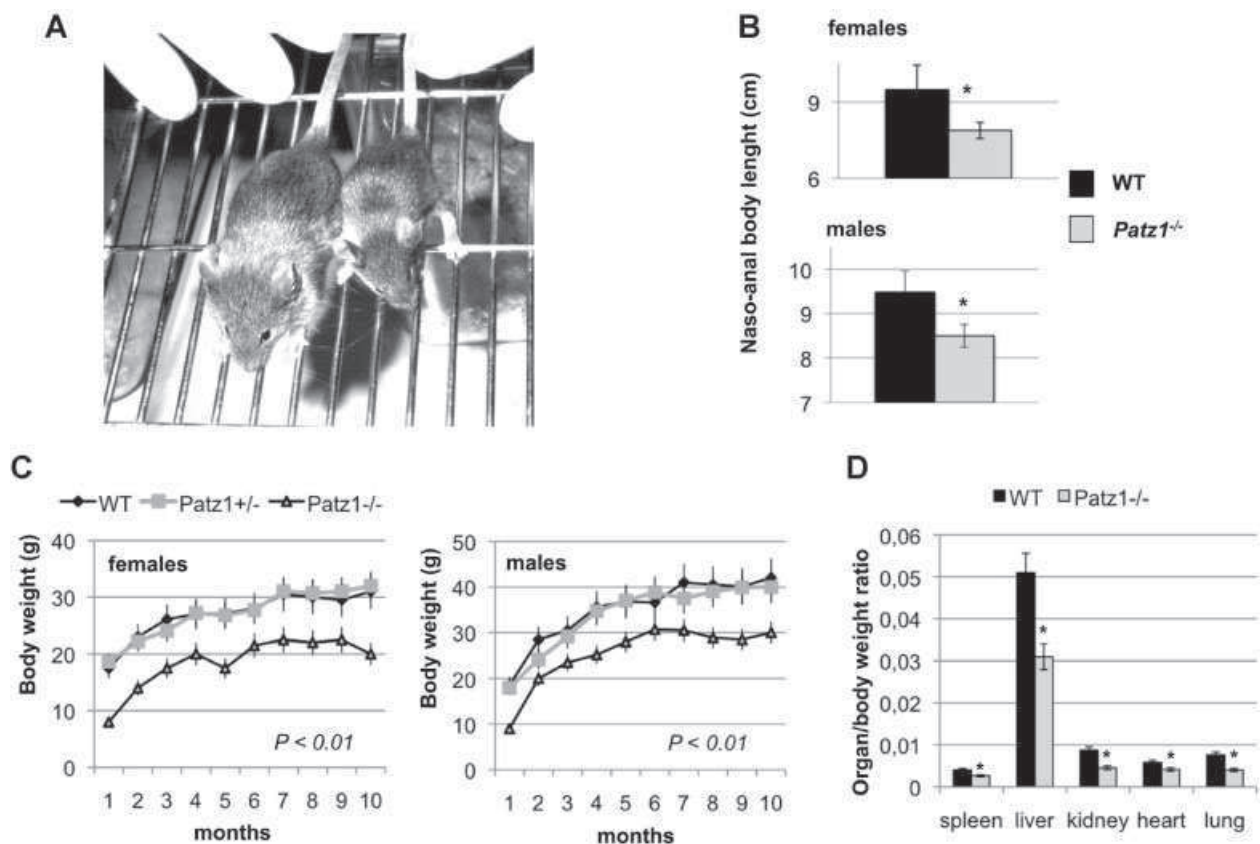 A
B
females
Naso-anal body lenght (cm)
9
6
WT
Patz1-/-
males
10
9
8
7
C
WT Patz1+/- Patz1-/-
Body weight (g)
40
30
20
10
0
females
P < 0.01
1 2 3 4 5 6 7 8 9 10
months
Body weight (g)
50
40
30
20
10
0
males
P < 0.01
1 2 3 4 5 6 7 8 9 10
months
D
WT Patz1-/-
Organ/body weight ratio
0,06
0,05
0,04
0,03
0,02
0,01
0
* * * * *
spleen liver kidney heart lung